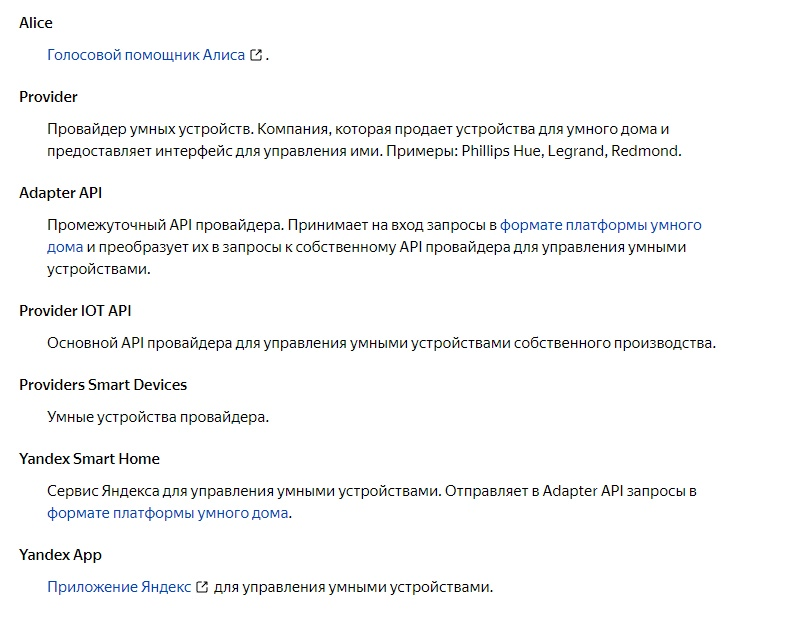 Alice
Голосовой помощник Алиса.
Provider
Провайдер умных устройств. Компания, которая продает устройства для умного дома и
предоставляет интерфейс для управления ими. Примеры: Phillips Hue, Legrand, Redmond.
Adapter API
Промежуточный API провайдера. Принимает на вход запросы в формате платформы умного
дома и преобразует их в запросы к собственному API провайдера для управления умными
устройствами.
Provider IOT API
Основной API провайдера для управления умными устройствами собственного производства.
Providers Smart Devices
Умные устройства провайдера.
Yandex Smart Home
Сервис Яндекса для управления умными устройствами. Отправляет в Adapter API запросы в
формате платформы умного дома.
Yandex App
Приложение Яндекс для управления умными устройствами.